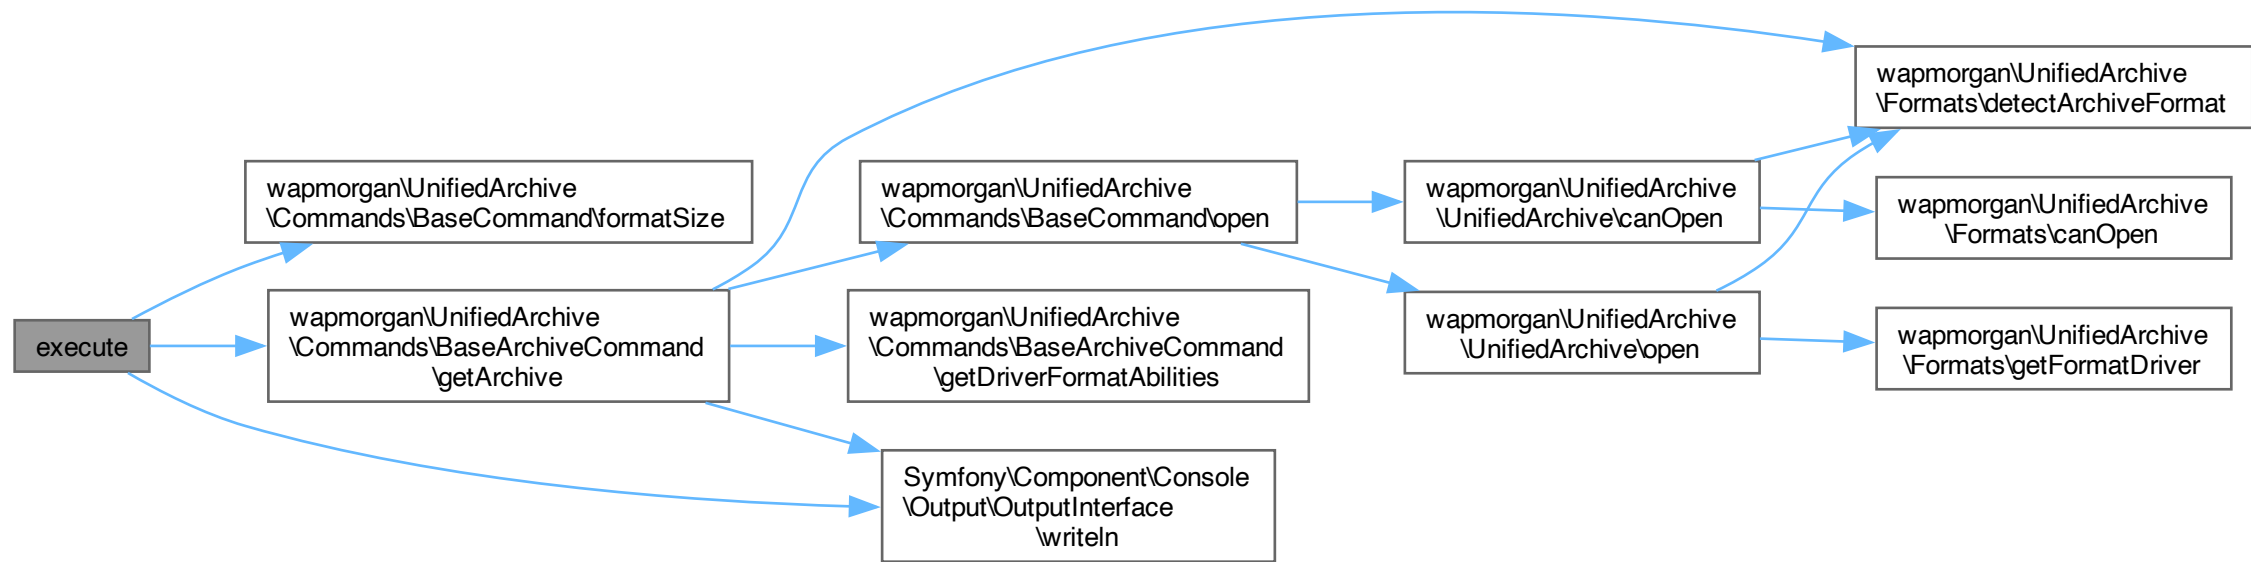 execute
wapmorgan\UnifiedArchive
\Commands\BaseCommand\formatSize
wapmorgan\UnifiedArchive
\Commands\BaseArchiveCommand
\getArchive
wapmorgan\UnifiedArchive
\Commands\BaseCommand\open
wapmorgan\UnifiedArchive
\Commands\BaseArchiveCommand
\getDriverFormatAbilities
Symfony\Component\Console
\Output\OutputInterface
\writeln
wapmorgan\UnifiedArchive
\UnifiedArchive\canOpen
wapmorgan\UnifiedArchive
\UnifiedArchive\open
wapmorgan\UnifiedArchive
\Formats\detectArchiveFormat
wapmorgan\UnifiedArchive
\Formats\canOpen
wapmorgan\UnifiedArchive
\Formats\getFormatDriver